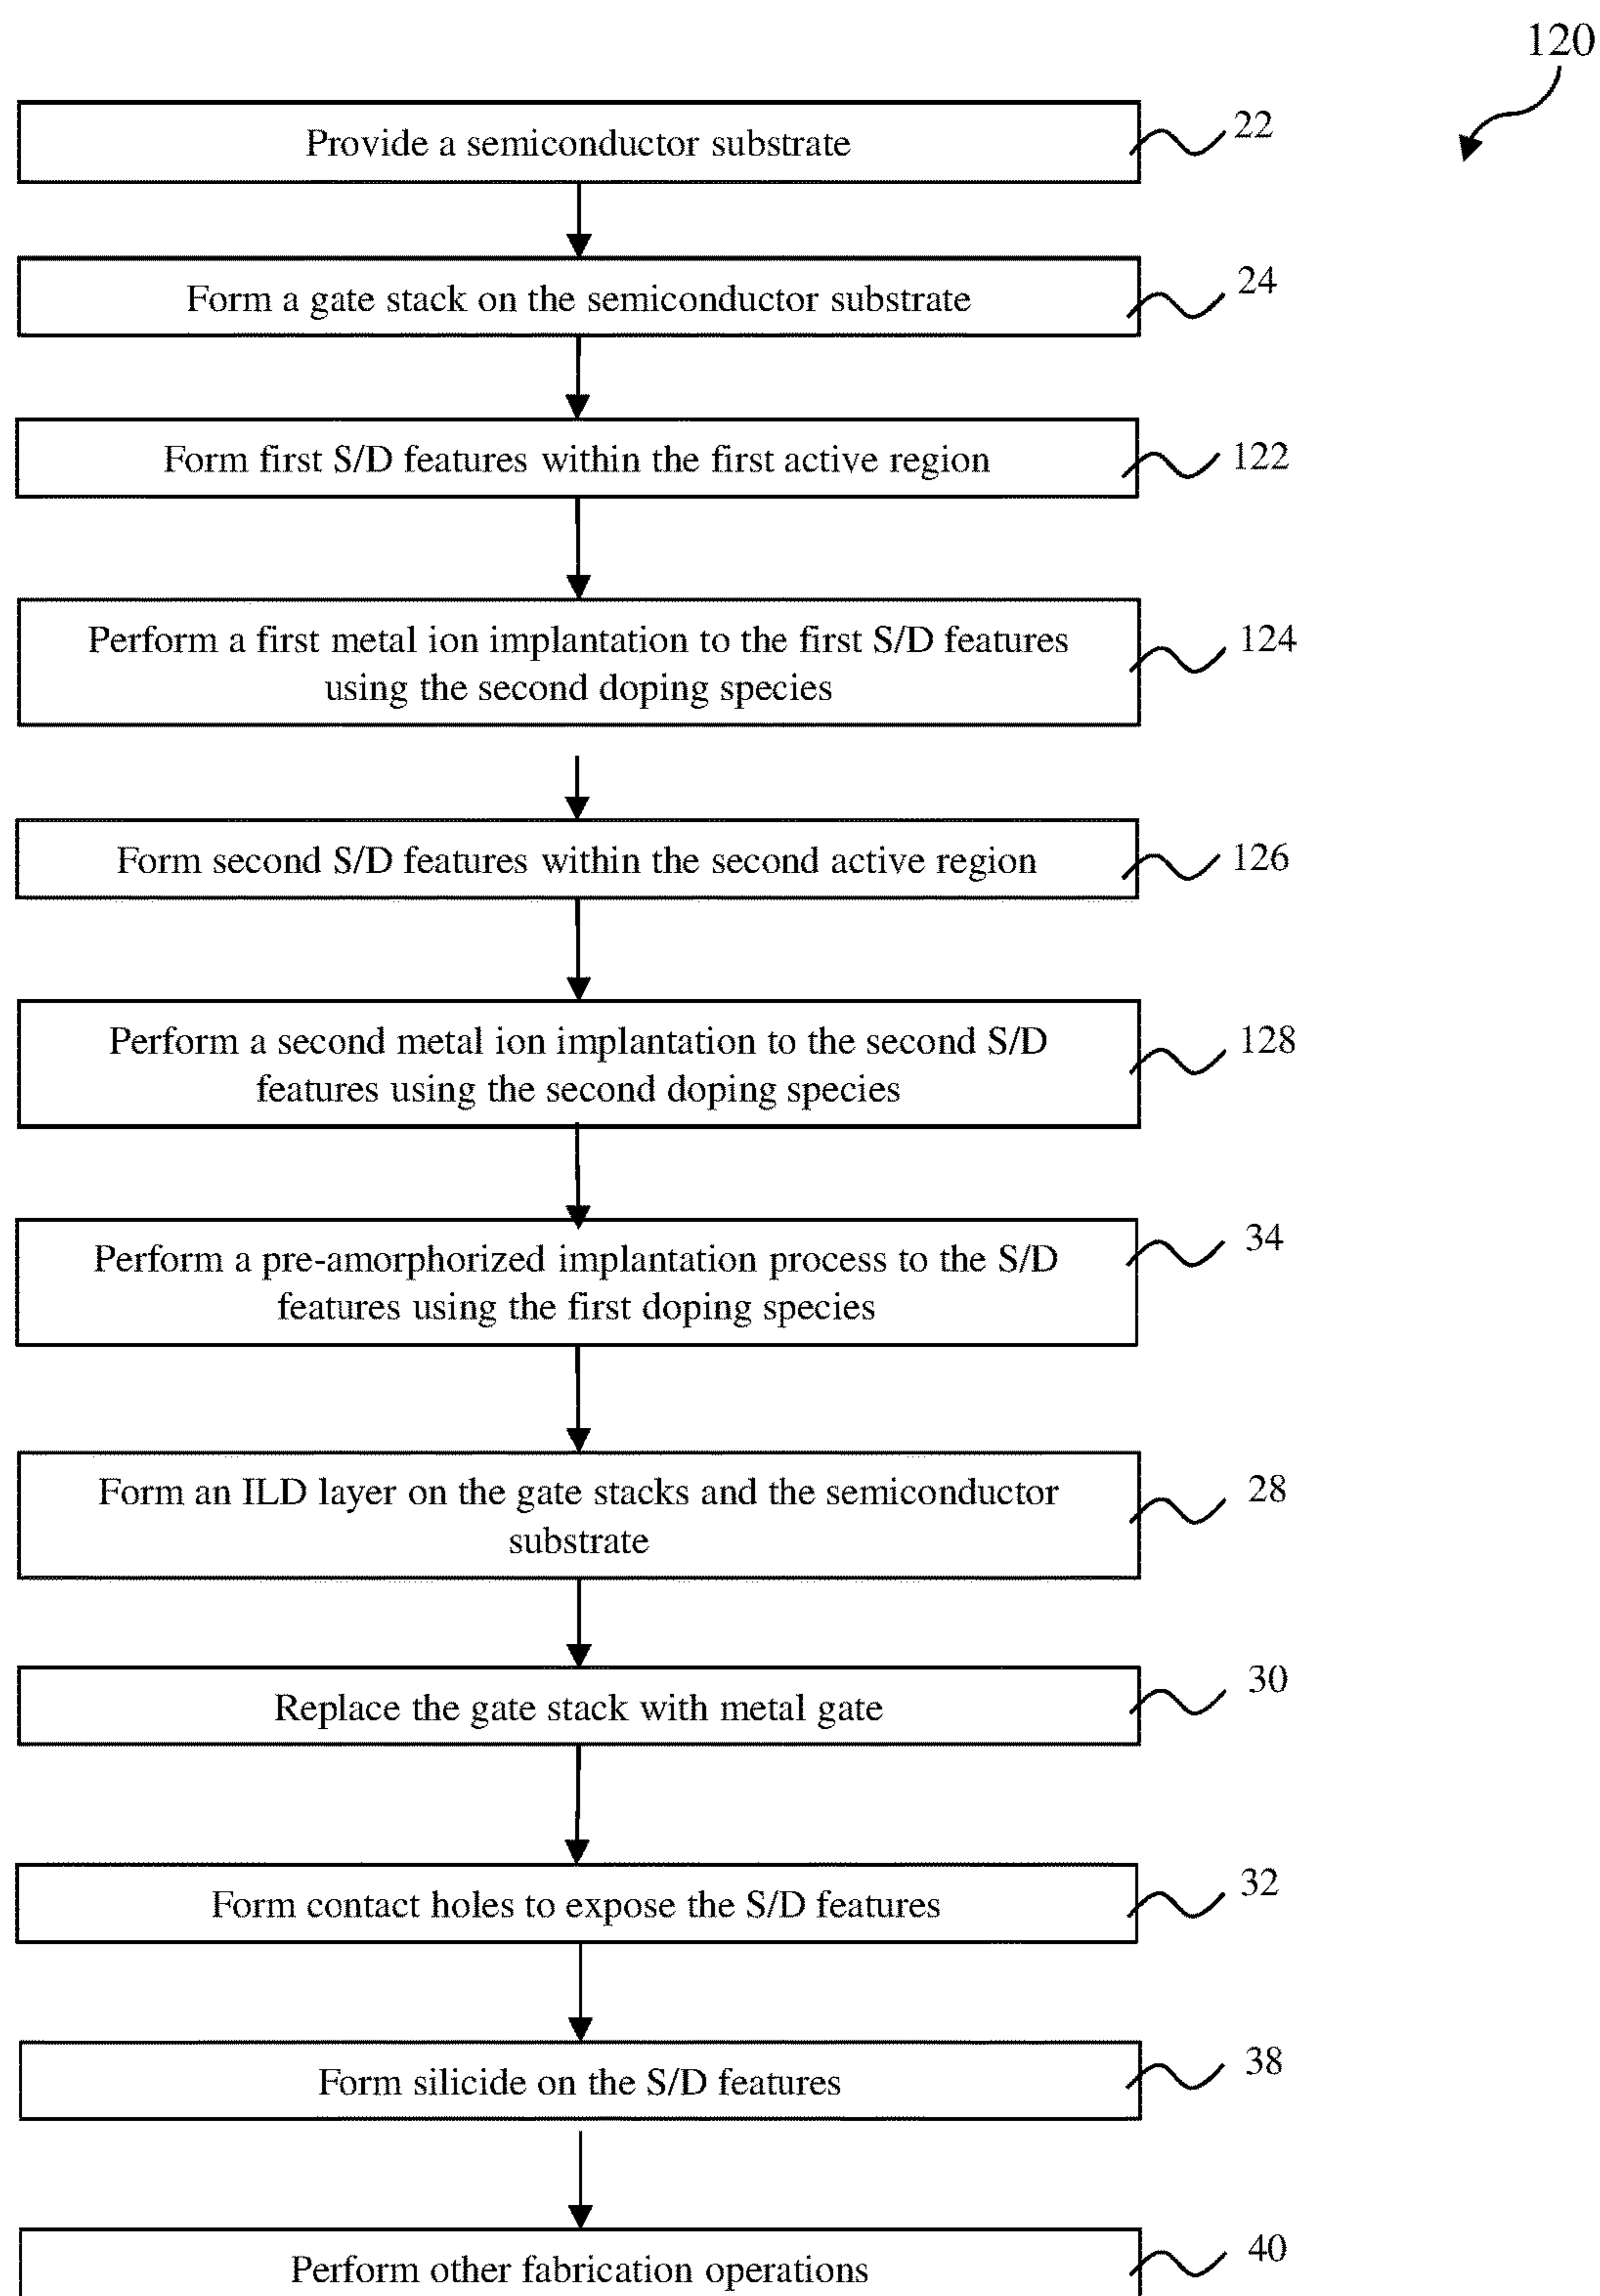 120
Provide a semiconductor substrate
22
Form a gate stack on the semiconductor substrate
24
Form first S/D features within the first active region
122
Perform a first metal ion implantation to the first S/D features
using the second doping species
124
Form second S/D features within the second active region
126
Perform a second metal ion implantation to the second S/D
features using the second doping species
128
Perform a pre-amorphorized implantation process to the S/D
features using the first doping species
34
Form an ILD layer on the gate stacks and the semiconductor
substrate
28
Replace the gate stack with metal gate
30
Form contact holes to expose the S/D features
32
Form silicide on the S/D features
38
Perform other fabrication operations
40